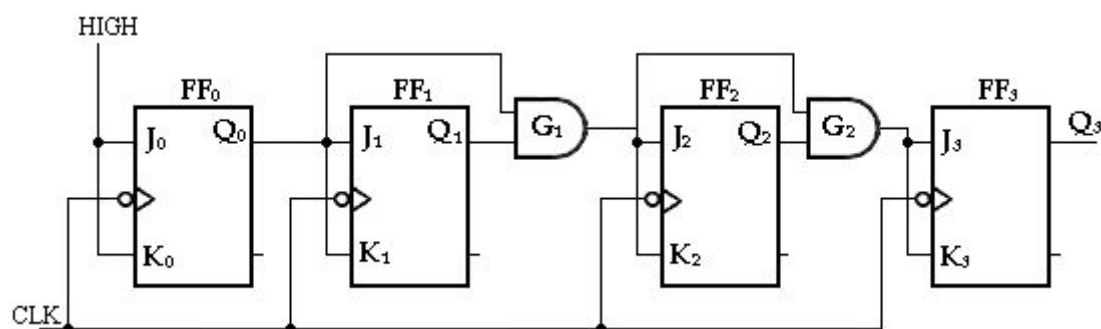 HIGH
FF₀ FF₁ FF₂ FF₃
J₀ Q₀ J₁ Q₁ G₁ J₂ Q₂ G₂ J₃ Q₃
K₀ K₁ K₂ K₃
CLK